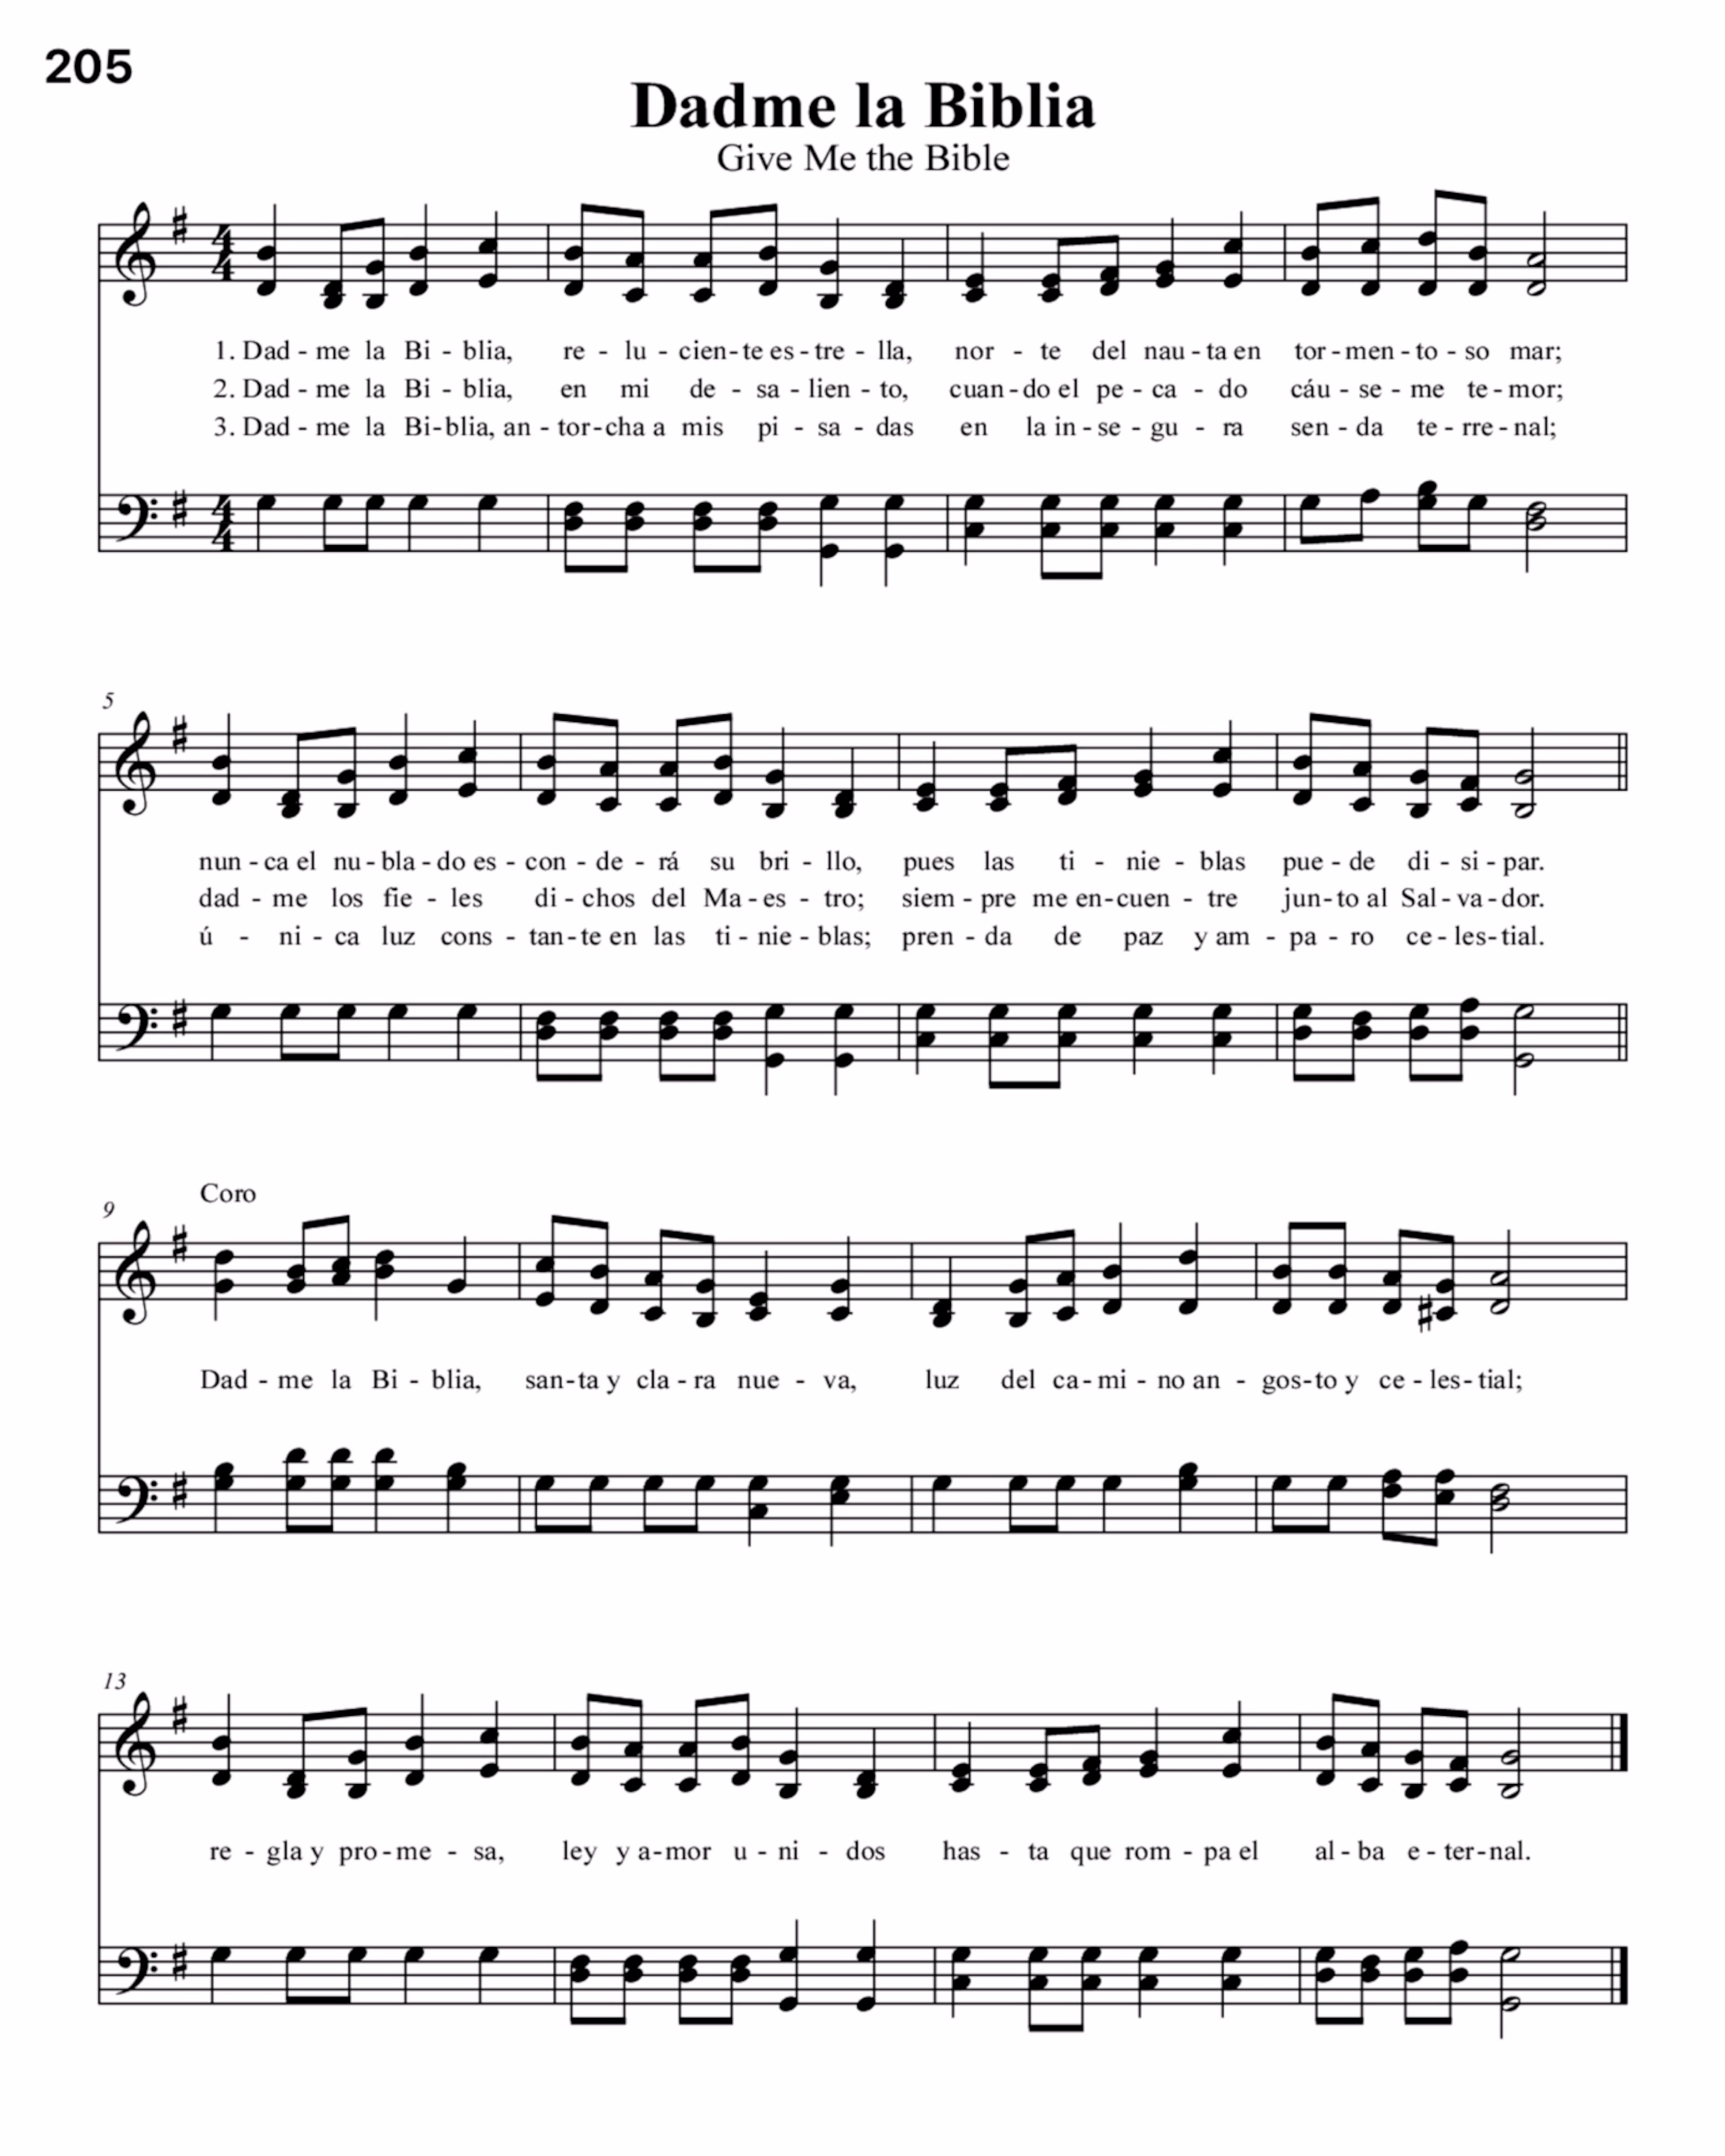 205
Dadme la Biblia
Give Me the Bible
4
4
1. Dad - me la Bi - blia, re - lu - cien - te es - tre - lla, nor - te del nau - ta en tor - men - to - so mar;
2. Dad - me la Bi - blia, en mi de - sa - lien - to, cuan - do el pe - ca - do cáu - se - me te - mor;
3. Dad - me la Bi - blia, an - tor - cha a mis pi - sa - das en la in - se - gu - ra sen - da te - rre - nal;
4
4
5
nun - ca el nu - bla - do es - con - de - rá su bri - llo, pues las ti - nie - blas pue - de di - si - par.
dad - me los fie - les di - chos del Ma - es - tro; siem - pre me en - cuen - tre jun - to al Sal - va - dor.
ú - ni - ca luz cons - tan - te en las ti - nie - blas; pren - da de paz y am - pa - ro ce - les - tial.
Coro
9
Dad - me la Bi - blia, san - ta y cla - ra nue - va, luz del ca - mi - no an - gos - to y ce - les - tial;
13
re - gla y pro - me - sa, ley y a - mor u - ni - dos has - ta que rom - pa el al - ba e - ter - nal.